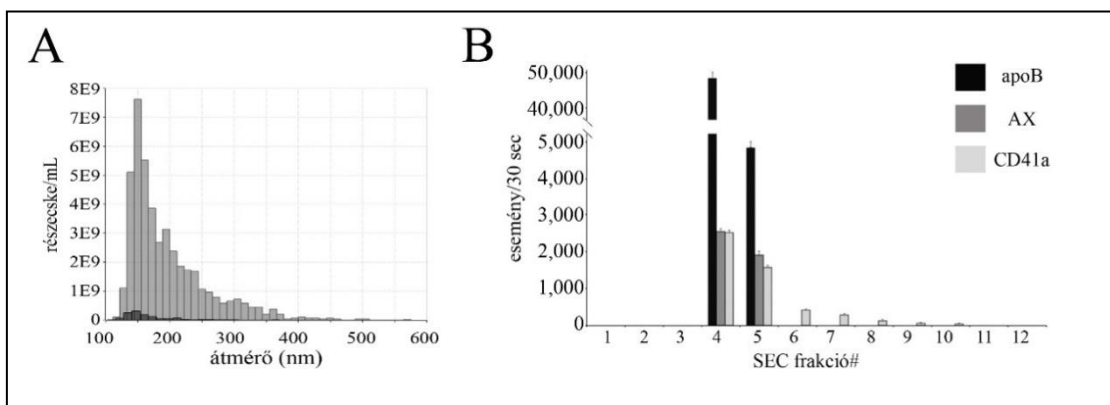 A
8E9
7E9
6E9
5E9
4E9
3E9
2E9
1E9
0
részecske/mL
100 200 300 400 500 600
átmérő (nm)
B
50,000
40,000
5,000
4,000
3,000
2,000
1,000
0
esemény/30 sec
1 2 3 4 5 6 7 8 9 10 11 12
SEC frakció#
apoB
AX
CD41a